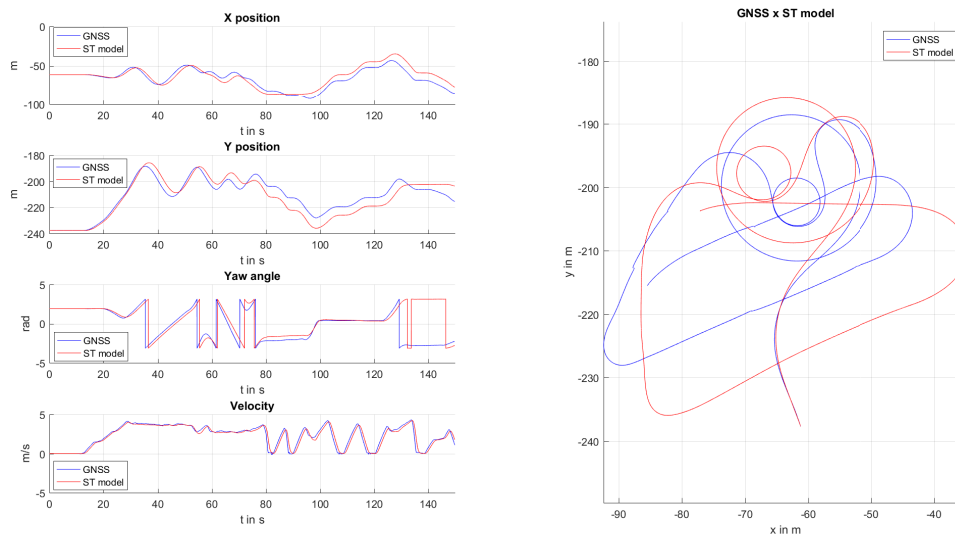 X position
0
-50
-100
m
GNSS
ST model
0 20 40 60 80 100 120 140
t in s
Y position
-180
-200
-220
-240
m
GNSS
ST model
0 20 40 60 80 100 120 140
t in s
Yaw angle
5
0
-5
rad
GNSS
ST model
0 20 40 60 80 100 120 140
t in s
Velocity
5
0
-5
m/s
GNSS
ST model
0 20 40 60 80 100 120 140
t in s
GNSS x ST model
GNSS
ST model
-180
-190
-200
-210
-220
-230
-240
y in m
-90 -80 -70 -60 -50 -40
x in m